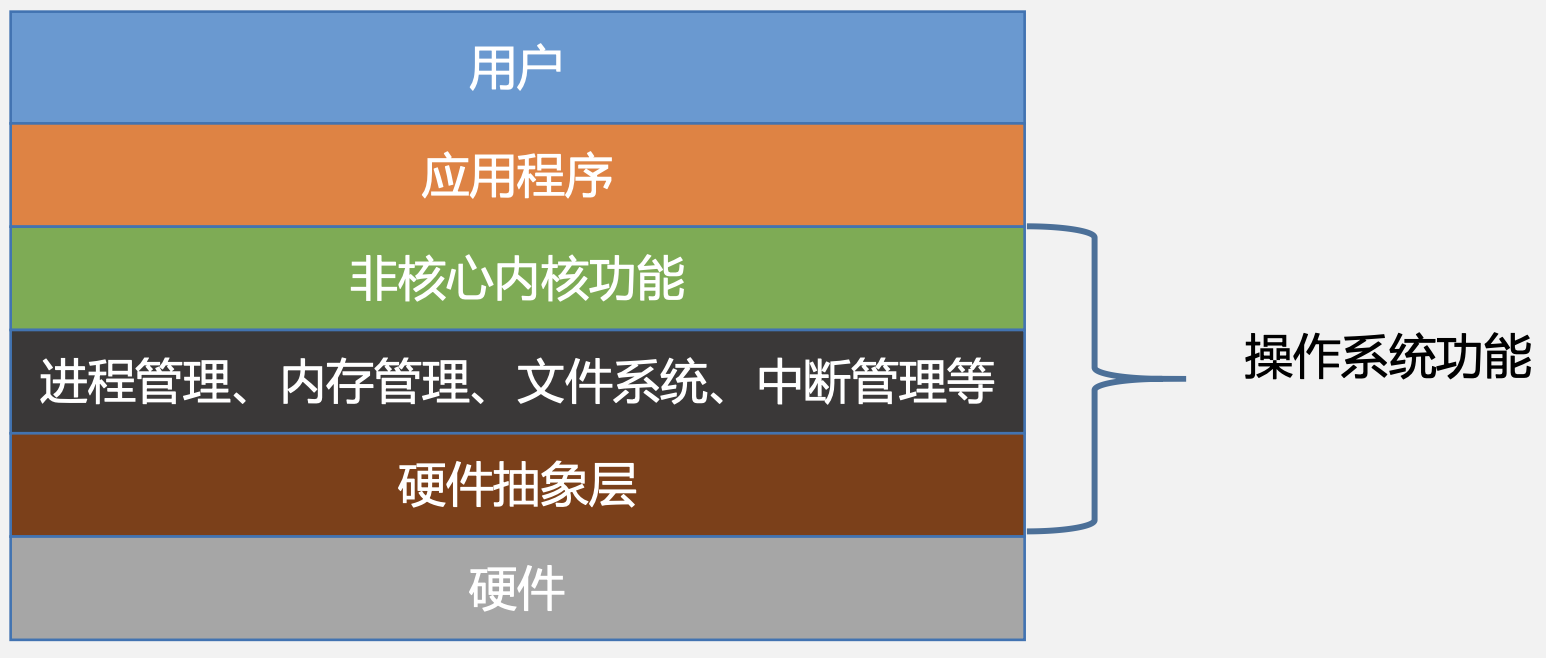 用户
应用程序
非核心内核功能
进程管理、内存管理、文件系统、中断管理等
操作系统功能
硬件抽象层
硬件